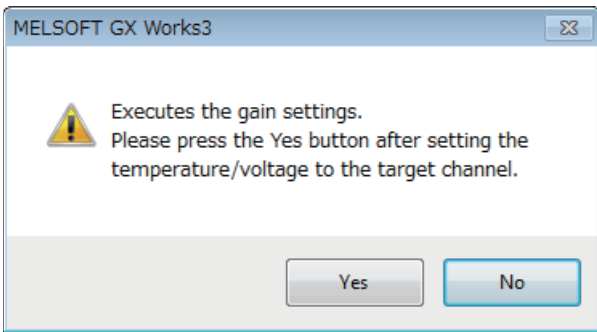 MELSOFT GX Works3
Executes the gain settings.
Please press the Yes button after setting the
temperature/voltage to the target channel.
Yes
No